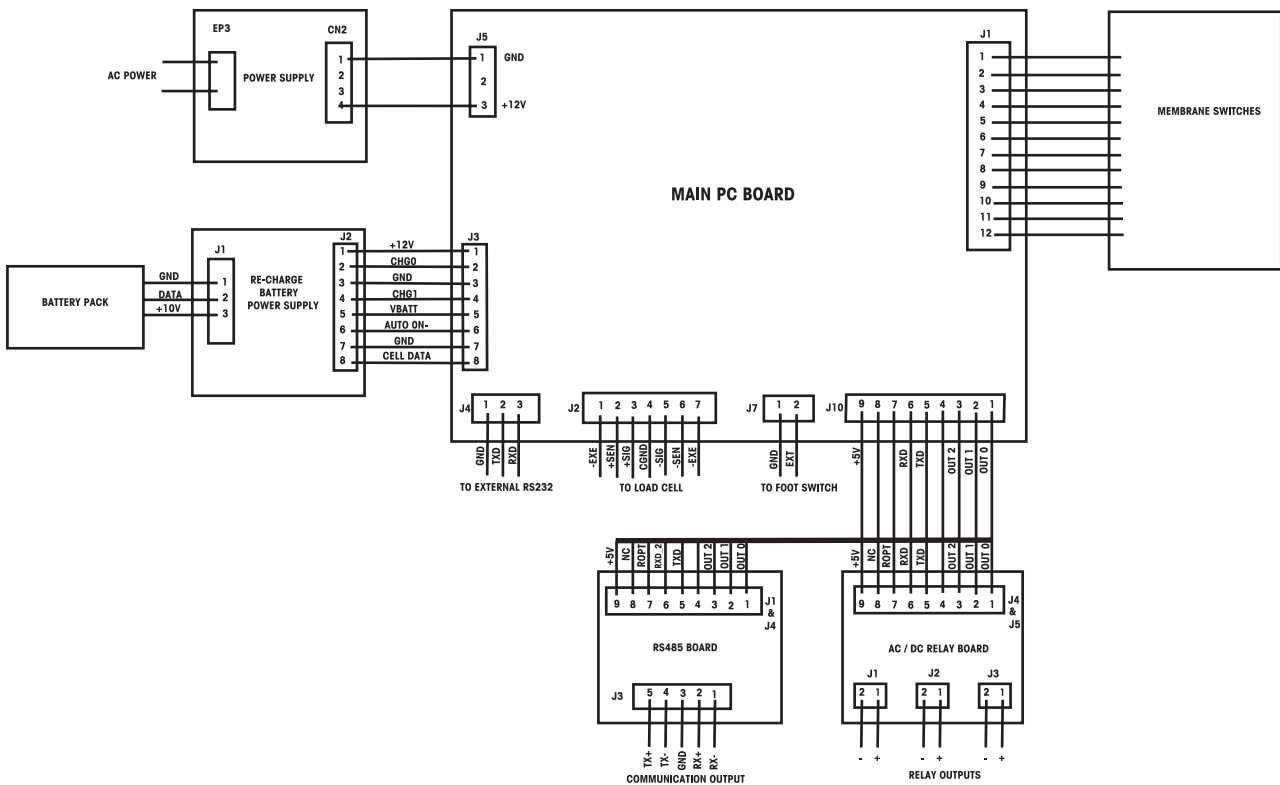 EP3
CN2
AC POWER
POWER SUPPLY
1
2
3
4
J5
1 GND
2
3 +12V
MAIN PC BOARD
J1
1
2
3
4
5
6
7
8
9
10
11
12
MEMBRANE SWITCHES
BATTERY PACK
GND
DATA
+10V
J1
1
2
3
RE-CHARGE
BATTERY
POWER SUPPLY
J2
1
2
3
4
5
6
7
8
+12V
CHG0
GND
CHG1
VBATT
AUTO ON-
GND
CELL DATA
J3
1
2
3
4
5
6
7
8
J4 1 2 3
GND
TXD
RXD
TO EXTERNAL RS232
J2 1 2 3 4 5 6 7
-EXE
+SEN
+SIG
CGND
-SIG
-SEN
-EXE
TO LOAD CELL
J7 1 2
GND
EXT
TO FOOT SWITCH
J10 9 8 7 6 5 4 3 2 1
+5V
RXD
TXD
OUT 2
OUT 1
OUT 0
+5V
NC
ROPT
RXD_2
TXD
OUT 2
OUT 1
OUT 0
9 8 7 6 5 4 3 2 1
J1
&
J4
RS485 BOARD
J3 5 4 3 2 1
TX+
TX-
GND
RX+
RX-
COMMUNICATION OUTPUT
+5V
NC
ROPT
RXD
TXD
OUT 2
OUT 1
OUT 0
9 8 7 6 5 4 3 2 1
J4
&
J5
AC / DC RELAY BOARD
J1 J2 J3
2 1 2 1 2 1
- + - + - +
RELAY OUTPUTS